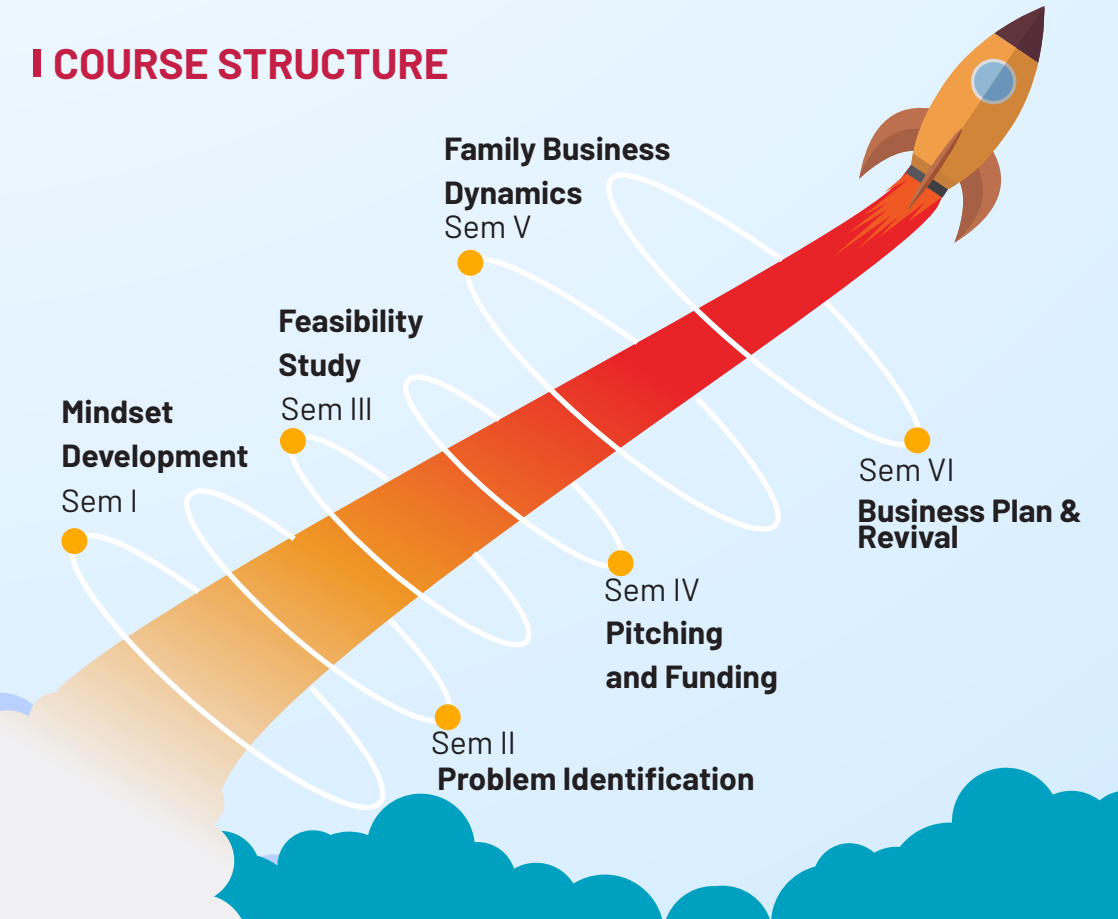 COURSE STRUCTURE
Mindset
Development
Sem I
Sem II
Problem Identification
Feasibility
Study
Sem III
Sem IV
Pitching
and Funding
Family Business
Dynamics
Sem V
Sem VI
Business Plan &
Revival